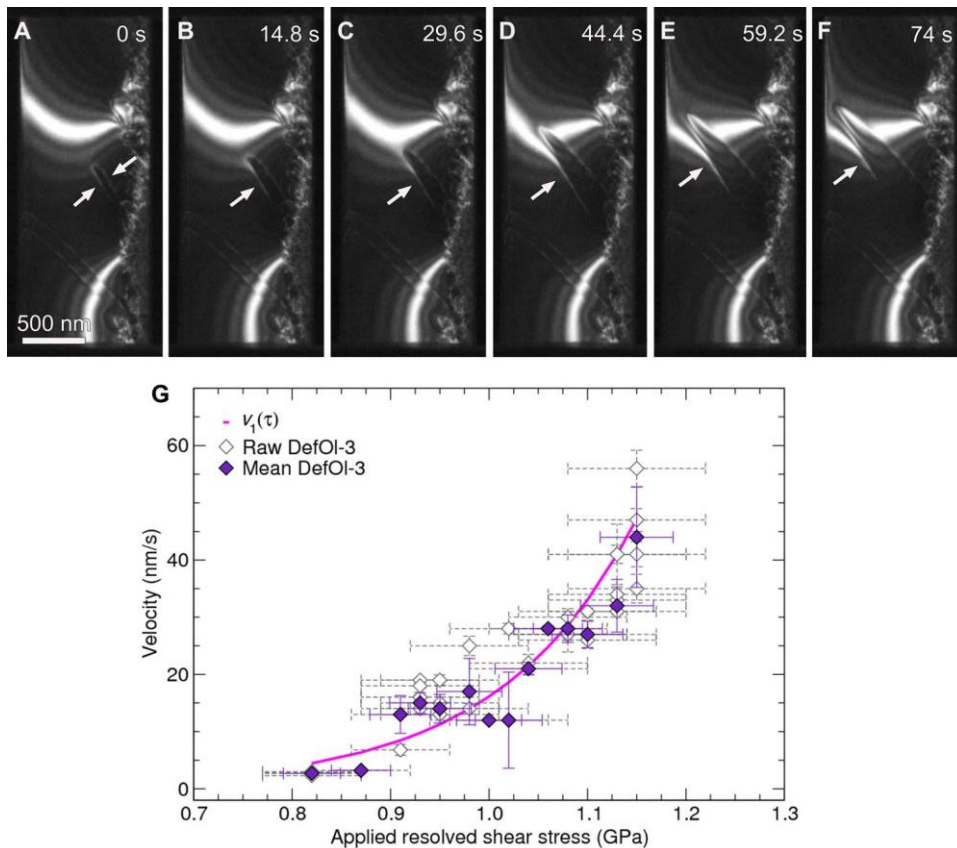 A 0 s
B 14.8 s
C 29.6 s
D 44.4 s
E 59.2 s
F 74 s
500 nm
G
V₁(τ)
Raw DefOl-3
Mean DefOl-3
Velocity (nm/s)
60
40
20
0
0.7 0.8 0.9 1.0 1.1 1.2 1.3
Applied resolved shear stress (GPa)